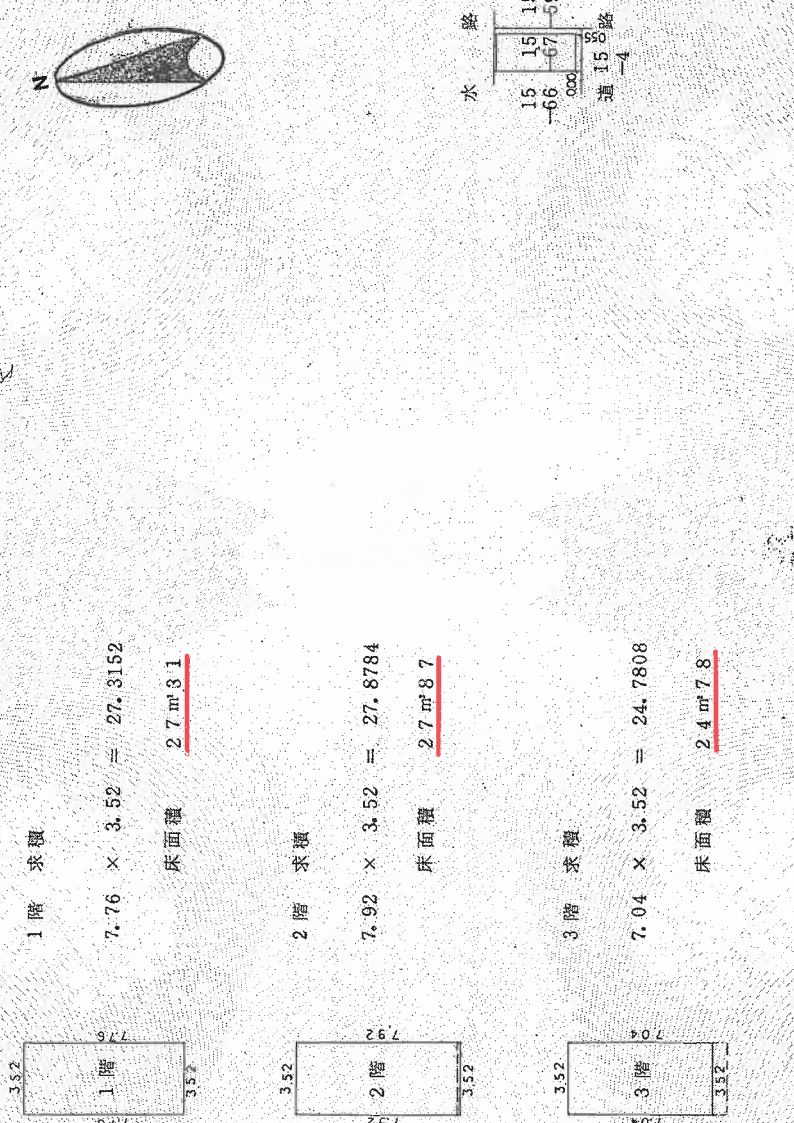 N
水 路
15
-67
15
-66
0.55
0.00
道 路
15
-4
1階 求積
7.76 × 3.52 = 27.3152
床面積 27㎡31
2階 求積
7.92 × 3.52 = 27.8784
床面積 27㎡87
3階 求積
7.04 × 3.52 = 24.7808
床面積 24㎡78
3.52
7.76
1階
3.52
3.52
7.92
2階
3.52
3.52
7.04
3階
3.52